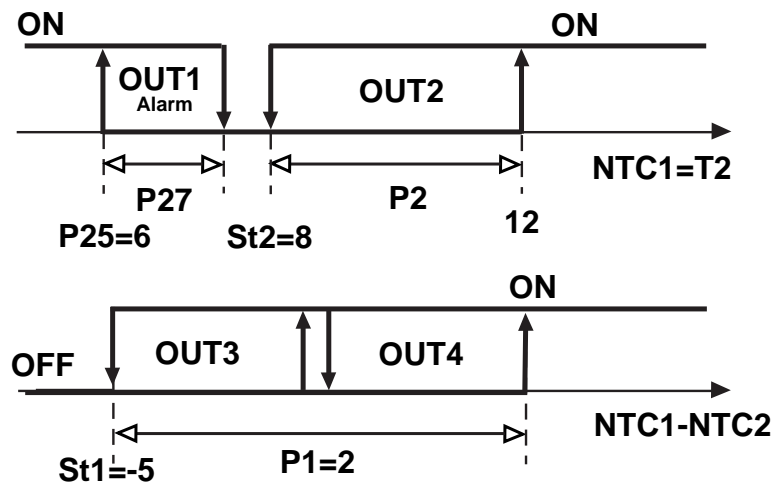 ON
ON
OUT1
Alarm
OUT2
NTC1=T2
P27
P2
P25=6
St2=8
12
ON
OFF
OUT3
OUT4
NTC1-NTC2
St1=-5
P1=2